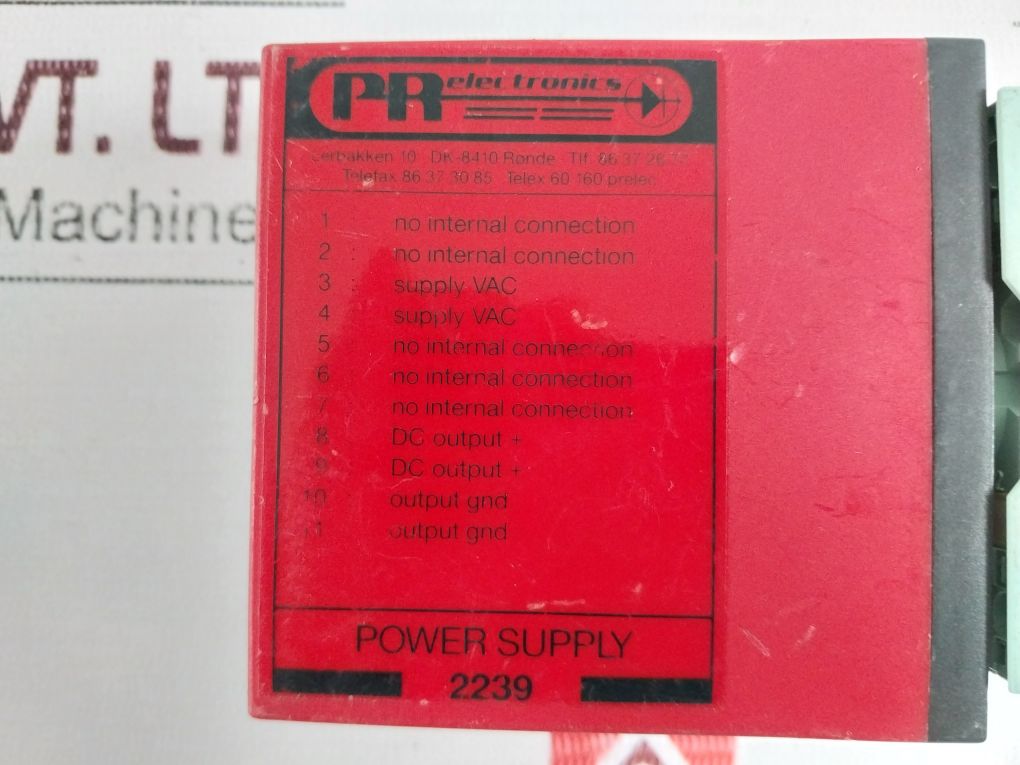 VT. LT
Machine
PR electronics
DK-8410 Rønde Tlf. 86 37 26
Telefax 86 37 30 85 Telex 60 160 prelec
1 : no internal connection
2 : no internal connection
3 : supply VAC
4 : supply VAC
5 no internal connection
6 no internal connection
7 no internal connection
8 DC output +
9 DC output +
10 : output gnd
11 output gnd
POWER SUPPLY
2239